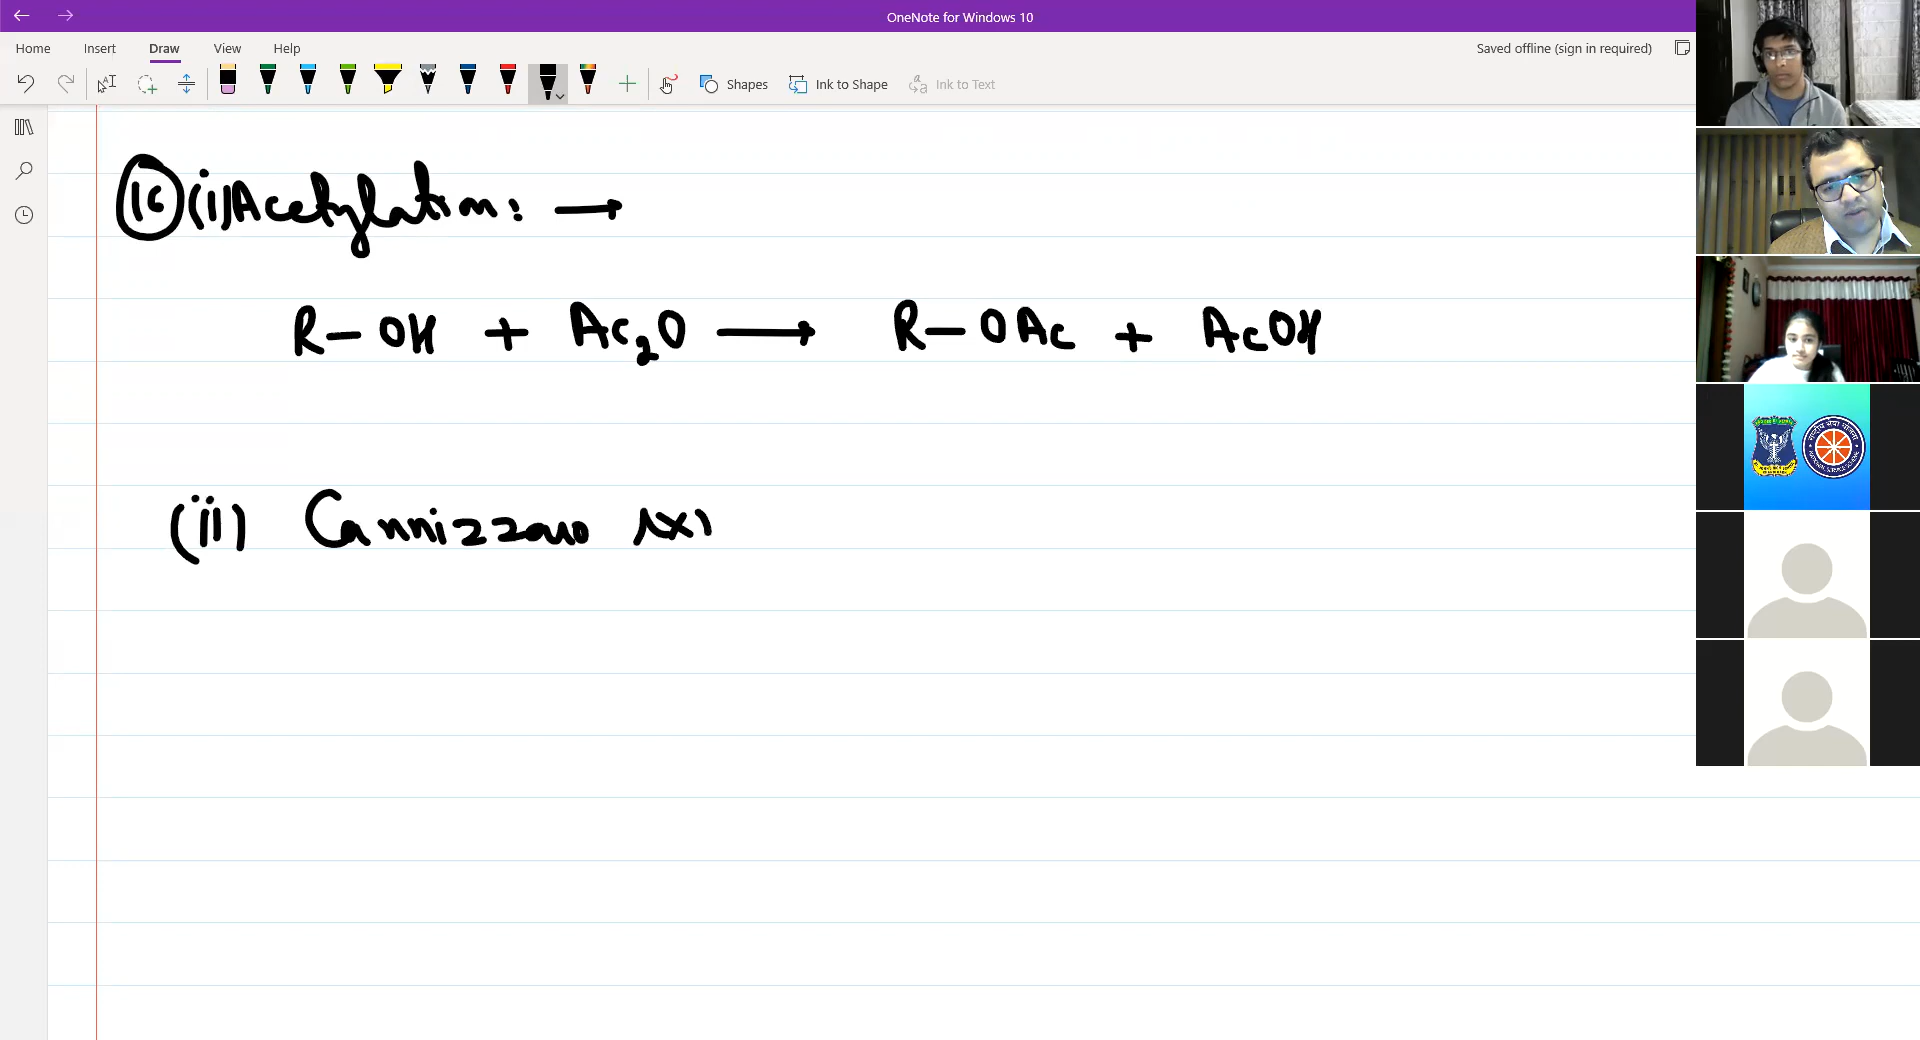 OneNote for Windows 10
Home Insert Draw View Help
Saved offline (sign in required)
Shapes Ink to Shape Ink to Text
16 (i) Acetylation: →
R—OH + Ac₂O ⟶ R—OAc + AcOH
(ii) Cannizzaro rxn